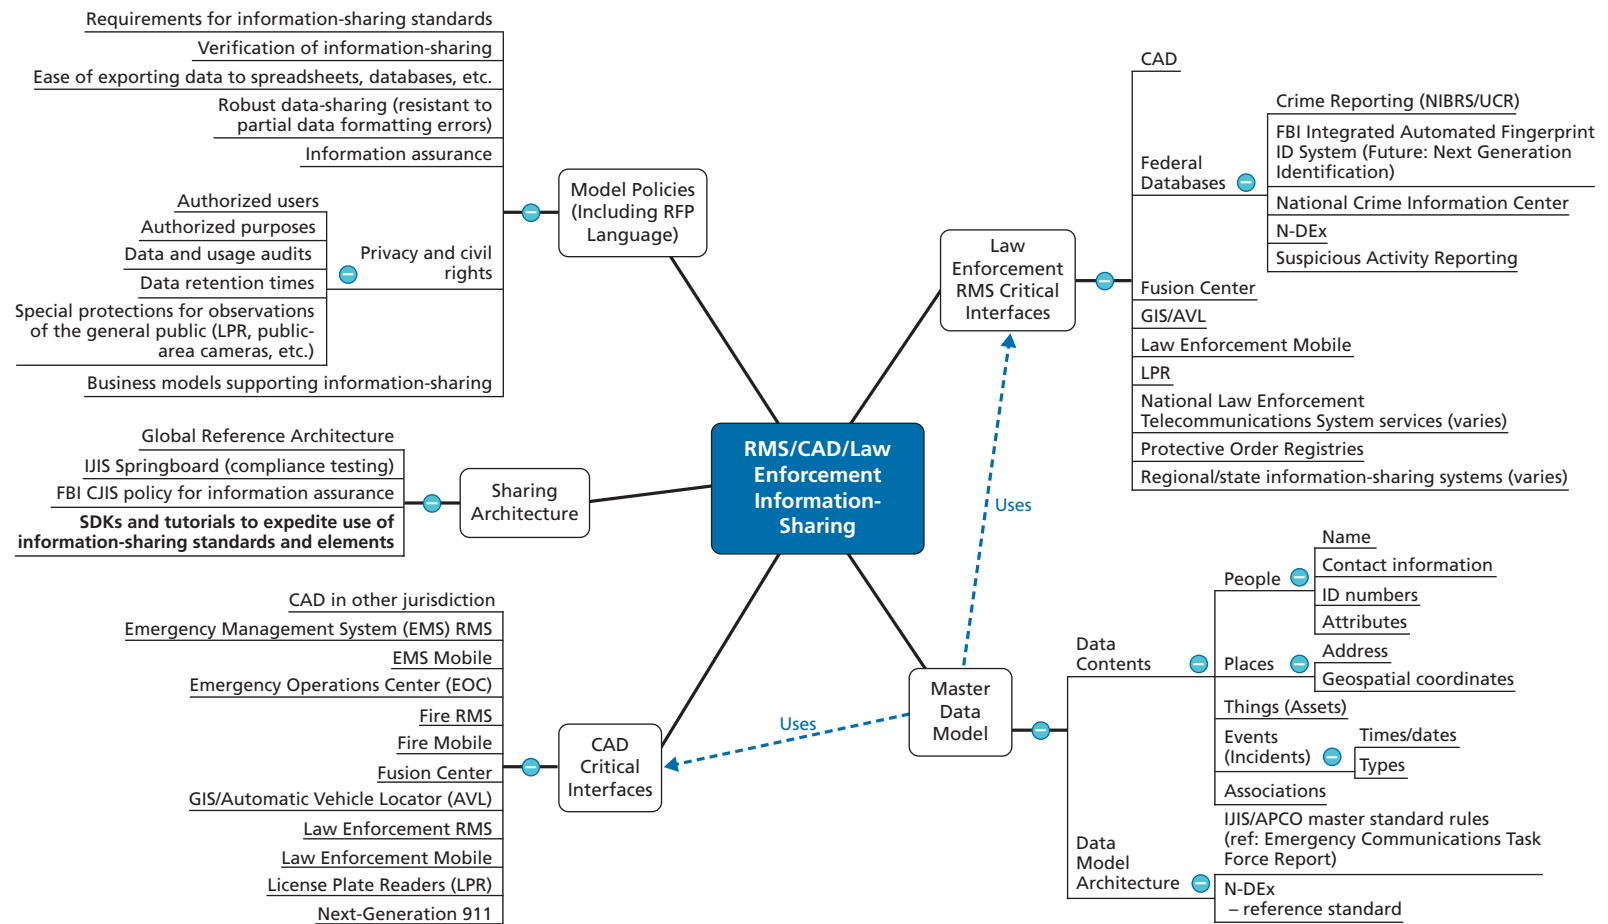 Requirements for information-sharing standards
Verification of information-sharing
Ease of exporting data to spreadsheets, databases, etc.
Robust data-sharing (resistant to
partial data formatting errors)
Information assurance
Authorized users
Authorized purposes
Data and usage audits
Data retention times
Special protections for observations
of the general public (LPR, public-
area cameras, etc.)
Privacy and civil
rights
Business models supporting information-sharing
Model Policies
(Including RFP
Language)
Global Reference Architecture
IJIS Springboard (compliance testing)
FBI CJIS policy for information assurance
SDKs and tutorials to expedite use of
information-sharing standards and elements
Sharing
Architecture
CAD in other jurisdiction
Emergency Management System (EMS) RMS
EMS Mobile
Emergency Operations Center (EOC)
Fire RMS
Fire Mobile
Fusion Center
GIS/Automatic Vehicle Locator (AVL)
Law Enforcement RMS
Law Enforcement Mobile
License Plate Readers (LPR)
Next-Generation 911
CAD
Critical
Interfaces
RMS/CAD/Law
Enforcement
Information-
Sharing
Uses
Uses
Law
Enforcement
RMS Critical
Interfaces
CAD
Federal
Databases
Crime Reporting (NIBRS/UCR)
FBI Integrated Automated Fingerprint
ID System (Future: Next Generation
Identification)
National Crime Information Center
N-DEx
Suspicious Activity Reporting
Fusion Center
GIS/AVL
Law Enforcement Mobile
LPR
National Law Enforcement
Telecommunications System services (varies)
Protective Order Registries
Regional/state information-sharing systems (varies)
Master
Data
Model
Data
Contents
People
Name
Contact information
ID numbers
Attributes
Places
Address
Geospatial coordinates
Things (Assets)
Events
(Incidents)
Times/dates
Types
Associations
Data
Model
Architecture
IJIS/APCO master standard rules
(ref: Emergency Communications Task
Force Report)
N-DEx
– reference standard